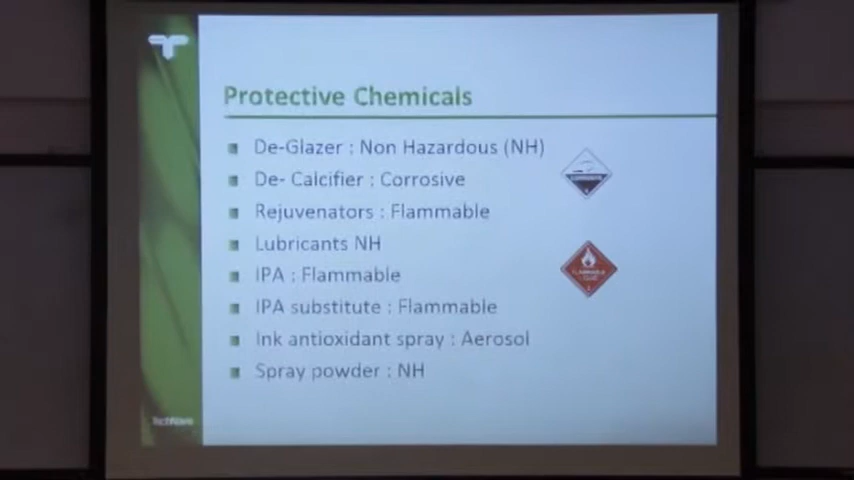 Protective Chemicals
De-Glazer : Non Hazardous (NH)
De- Calcifier : Corrosive
Rejuvenators : Flammable
Lubricants NH
IPA : Flammable
IPA substitute : Flammable
Ink antioxidant spray : Aerosol
Spray powder : NH
TechNova